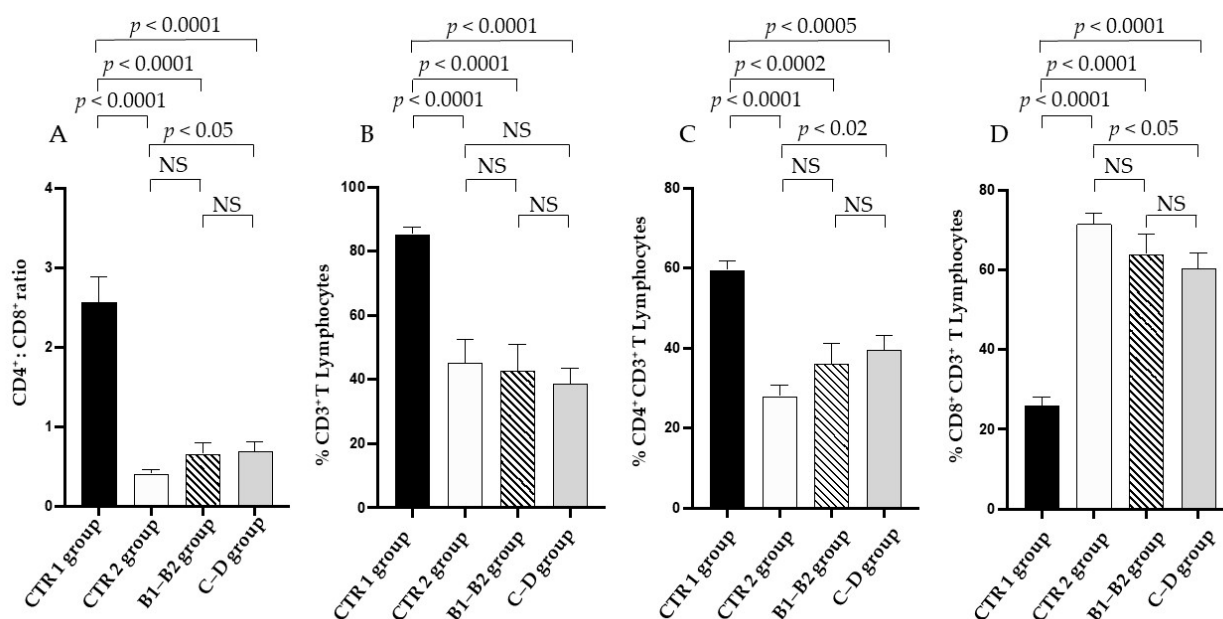 A
p < 0.0001
p < 0.0001
p < 0.0001
p < 0.05
NS
NS
CD4⁺: CD8⁺ratio
4
3
2
1
0
CTR 1 group
CTR 2 group
B1–B2 group
C–D group
B
p < 0.0001
p < 0.0001
p < 0.0001
NS
NS
NS
% CD3⁺T Lymphocytes
100
80
60
40
20
0
CTR 1 group
CTR 2 group
B1–B2 group
C–D group
C
p < 0.0005
p < 0.0002
p < 0.0001
p < 0.02
NS
NS
% CD4⁺ CD3⁺ T Lymphocytes
80
60
40
20
0
CTR 1 group
CTR 2 group
B1–B2 group
C–D group
D
p < 0.0001
p < 0.0001
p < 0.0001
p < 0.05
NS
NS
% CD8⁺ CD3⁺ T Lymphocytes
80
60
40
20
0
CTR 1 group
CTR 2 group
B1–B2 group
C–D group